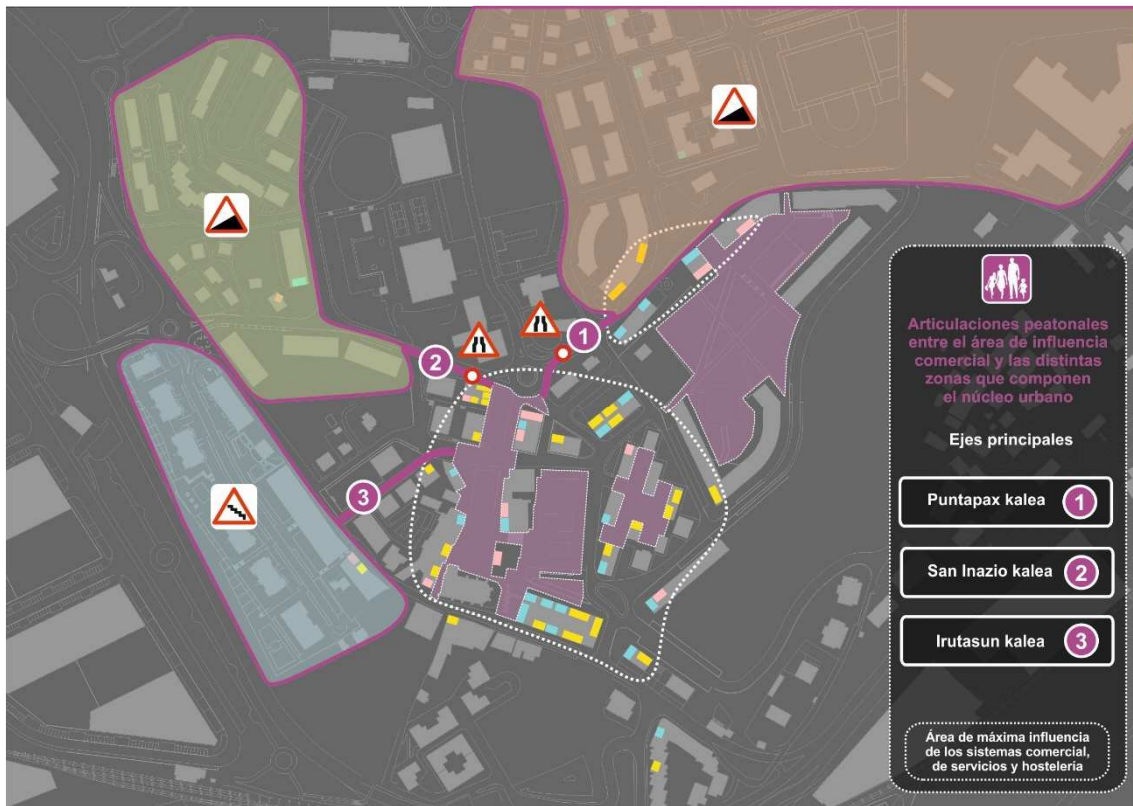 1
2
3
Articulaciones peatonales
entre el área de influencia
comercial y las distintas
zonas que componen
el núcleo urbano
Ejes principales
Puntapax kalea 1
San Inazio kalea 2
Irutasun kalea 3
Área de máxima influencia
de los sistemas comercial,
de servicios y hostelería